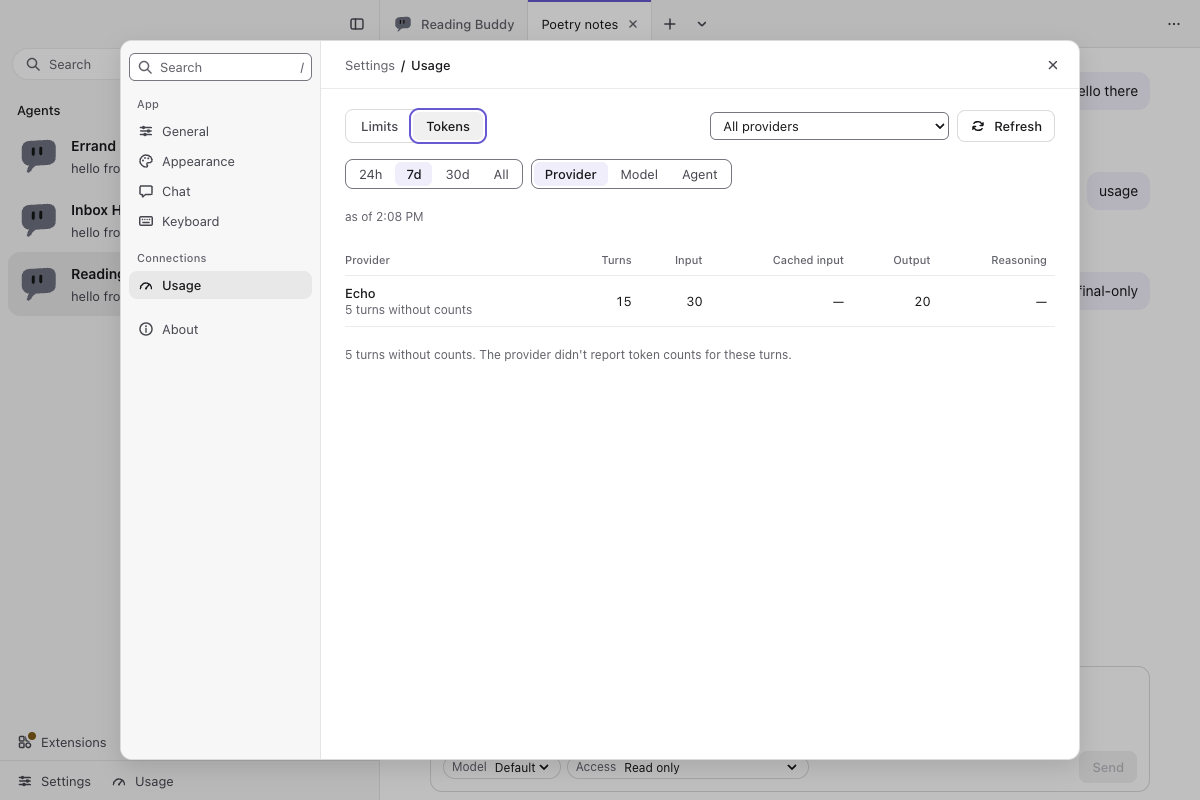 Reading Buddy
Poetry notes
Search
Agents
Errand
hello fro
Inbox H
hello fro
Reading
hello fro
Extensions
Settings
Usage
Search /
App
General
Appearance
Chat
Keyboard
Connections
Usage
About
Settings / Usage
Limits Tokens
All providers
Refresh
24h 7d 30d All
Provider Model Agent
as of 2:08 PM
Provider Turns Input Cached input Output Reasoning
Echo
5 turns without counts
15 30 — 20 —
5 turns without counts. The provider didn't report token counts for these turns.
ello there
usage
final-only
Model Default
Access Read only
Send